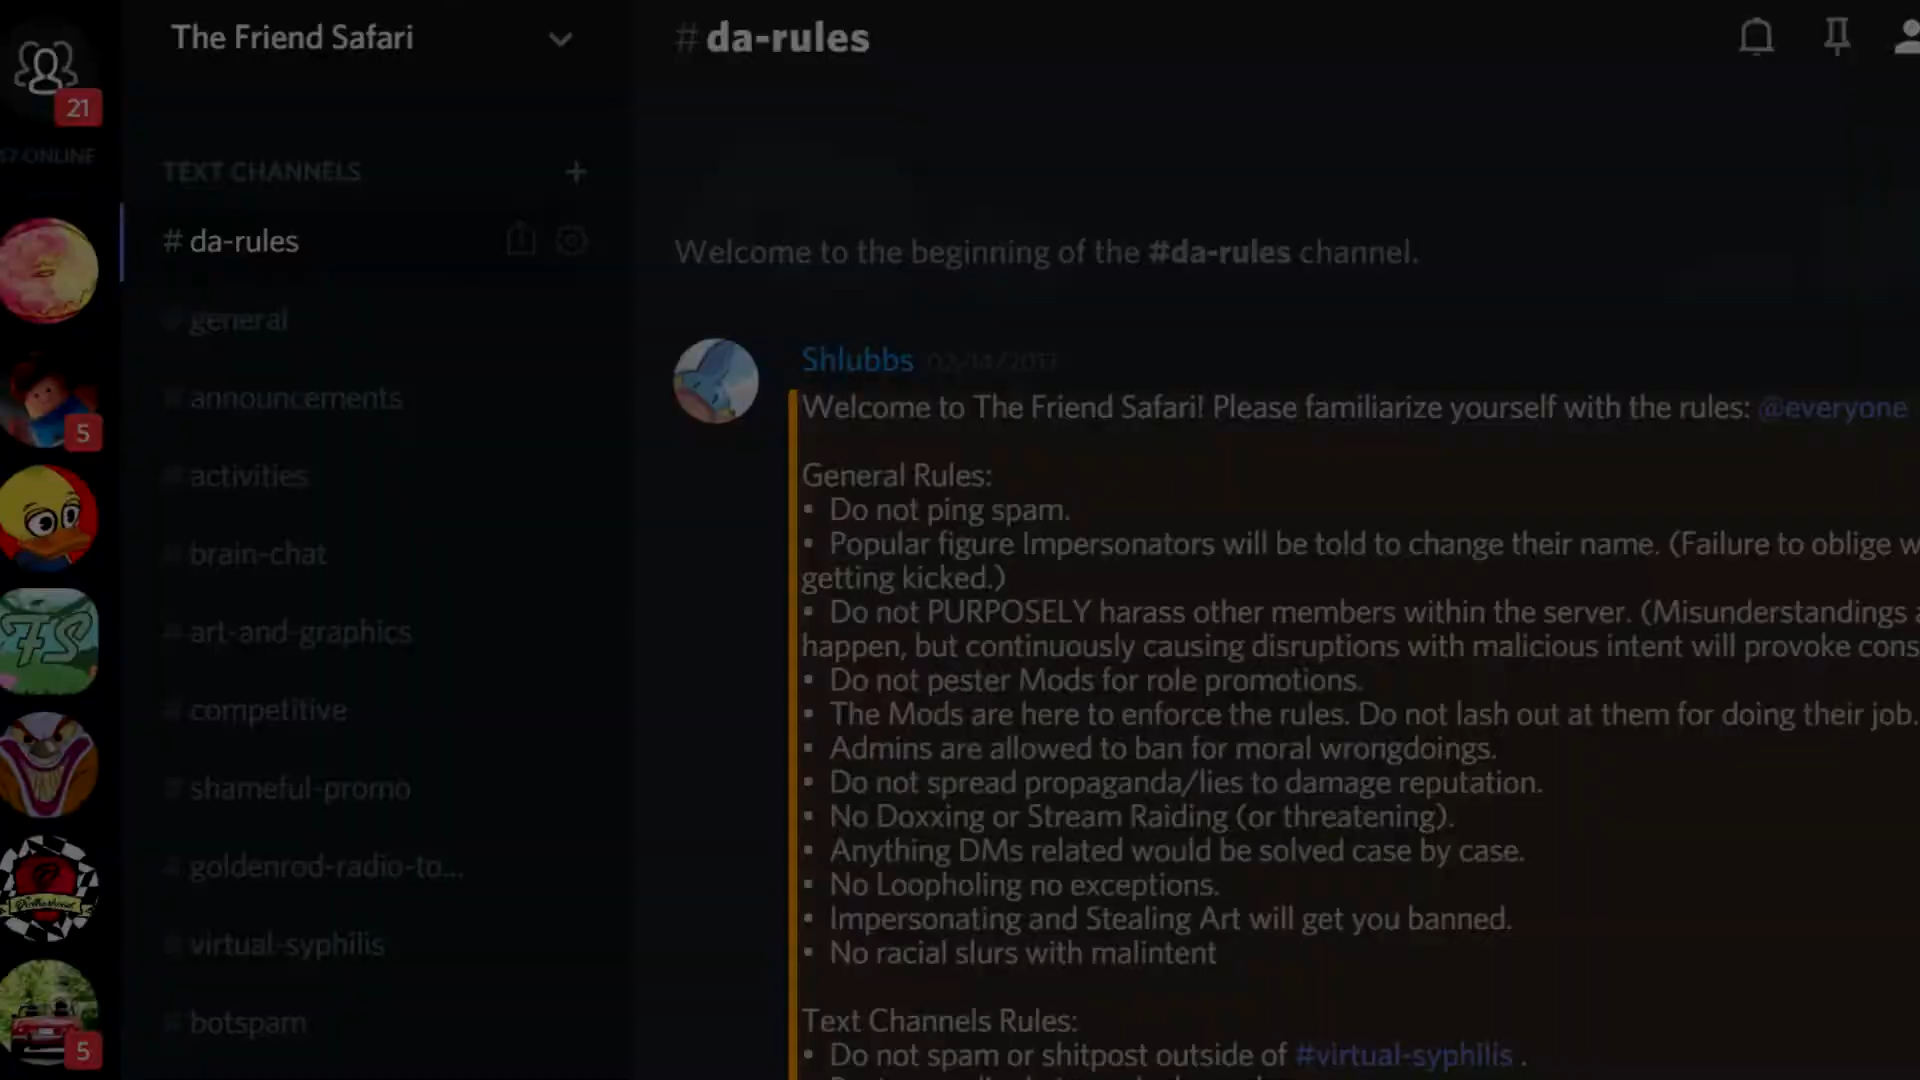 The Friend Safari
# da-rules
21
ONLINE
TEXT CHANNELS +
# da-rules
# general
# announcements
# activities
# brain-chat
# art-and-graphics
# competitive
# shameful-promo
# goldenrod-radio-to...
# virtual-syphilis
# botspam
5
FS
5
Welcome to the beginning of the #da-rules channel.
Shlubbs 02/14/2017
Welcome to The Friend Safari! Please familiarize yourself with the rules: @everyone
General Rules:
• Do not ping spam.
• Popular figure Impersonators will be told to change their name. (Failure to oblige w
getting kicked.)
• Do not PURPOSELY harass other members within the server. (Misunderstandings a
happen, but continuously causing disruptions with malicious intent will provoke cons
• Do not pester Mods for role promotions.
• The Mods are here to enforce the rules. Do not lash out at them for doing their job.
• Admins are allowed to ban for moral wrongdoings.
• Do not spread propaganda/lies to damage reputation.
• No Doxxing or Stream Raiding (or threatening).
• Anything DMs related would be solved case by case.
• No Loopholing no exceptions.
• Impersonating and Stealing Art will get you banned.
• No racial slurs with malintent
Text Channels Rules:
• Do not spam or shitpost outside of #virtual-syphilis .